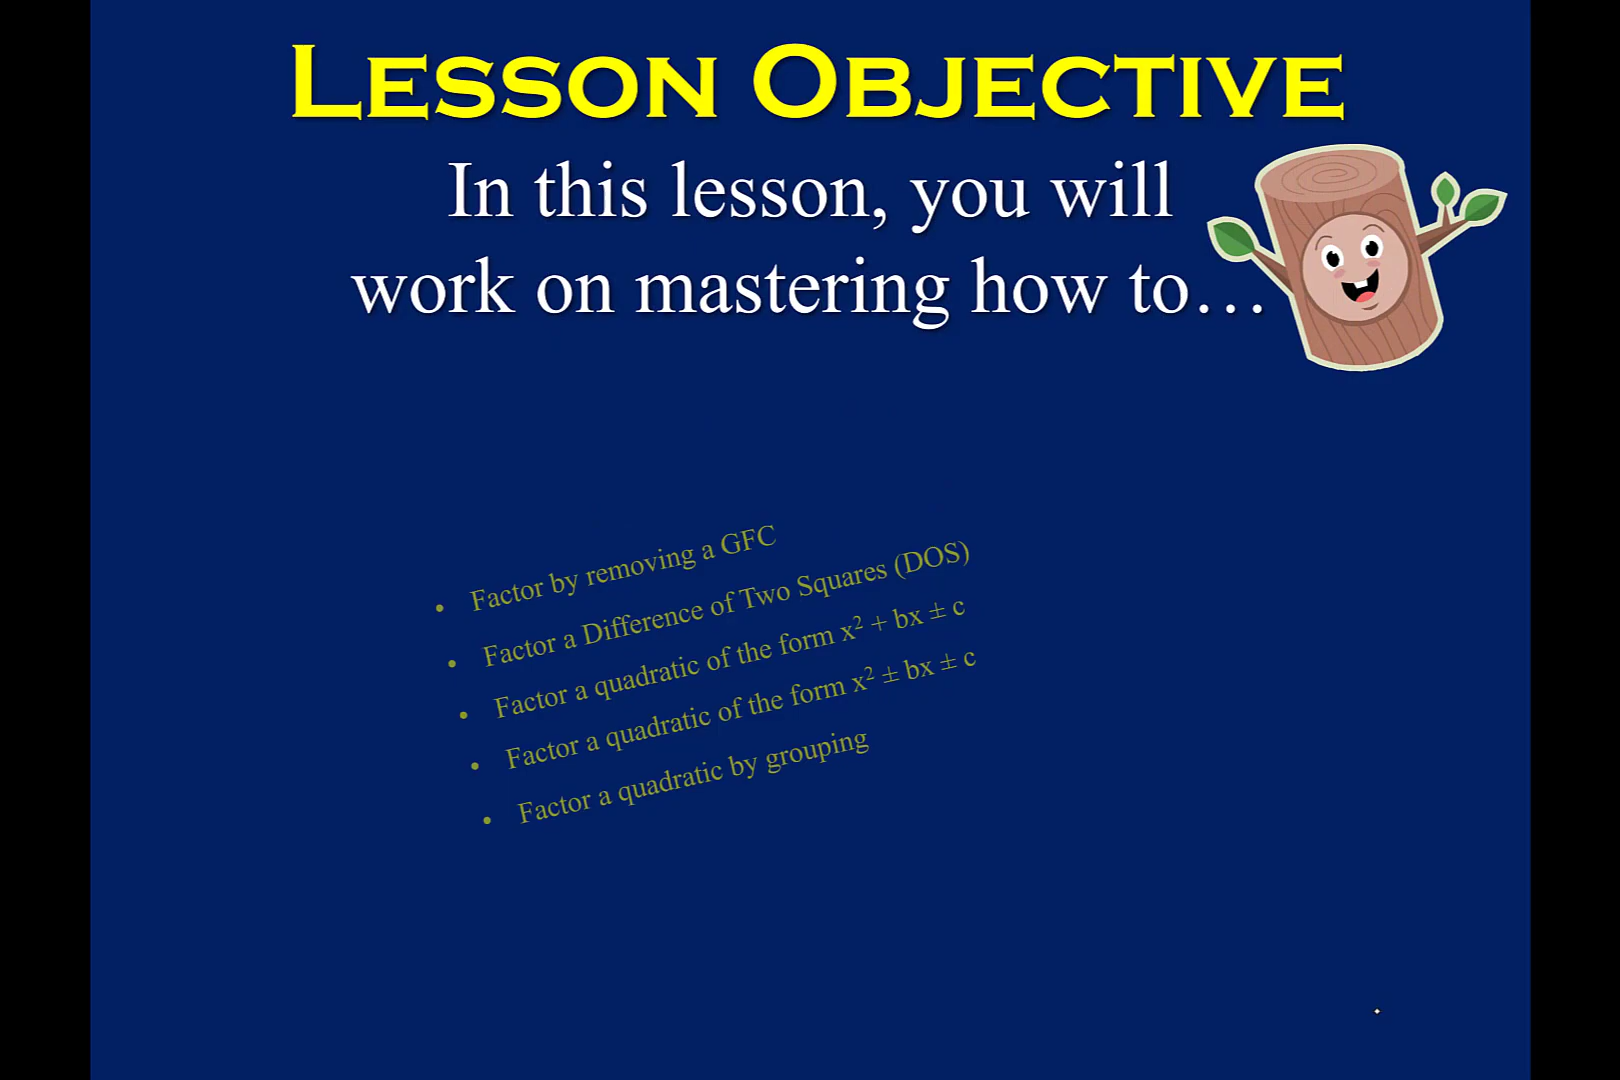 Lesson Objective
In this lesson, you will
work on mastering how to…
• Factor by removing a GFC
• Factor a Difference of Two Squares (DOS)
• Factor a quadratic of the form x² + bx ± c
• Factor a quadratic of the form x² ± bx ± c
• Factor a quadratic by grouping